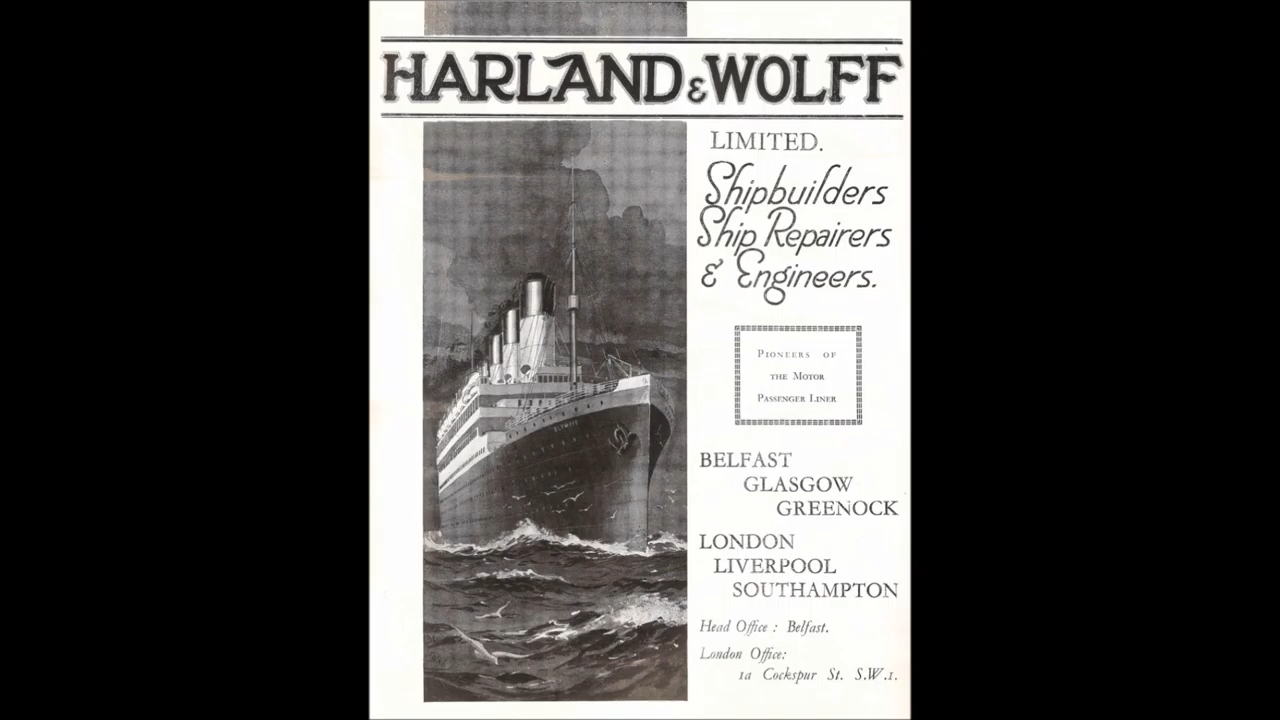 HARLAND & WOLFF
LIMITED.
Shipbuilders
Ship Repairers
& Engineers.
PIONEERS OF
THE MOTOR
PASSENGER LINER
BELFAST
GLASGOW
GREENOCK
LONDON
LIVERPOOL
SOUTHAMPTON
Head Office : Belfast.
London Office:
1a Cockspur St. S.W.1.
OLYMPIC